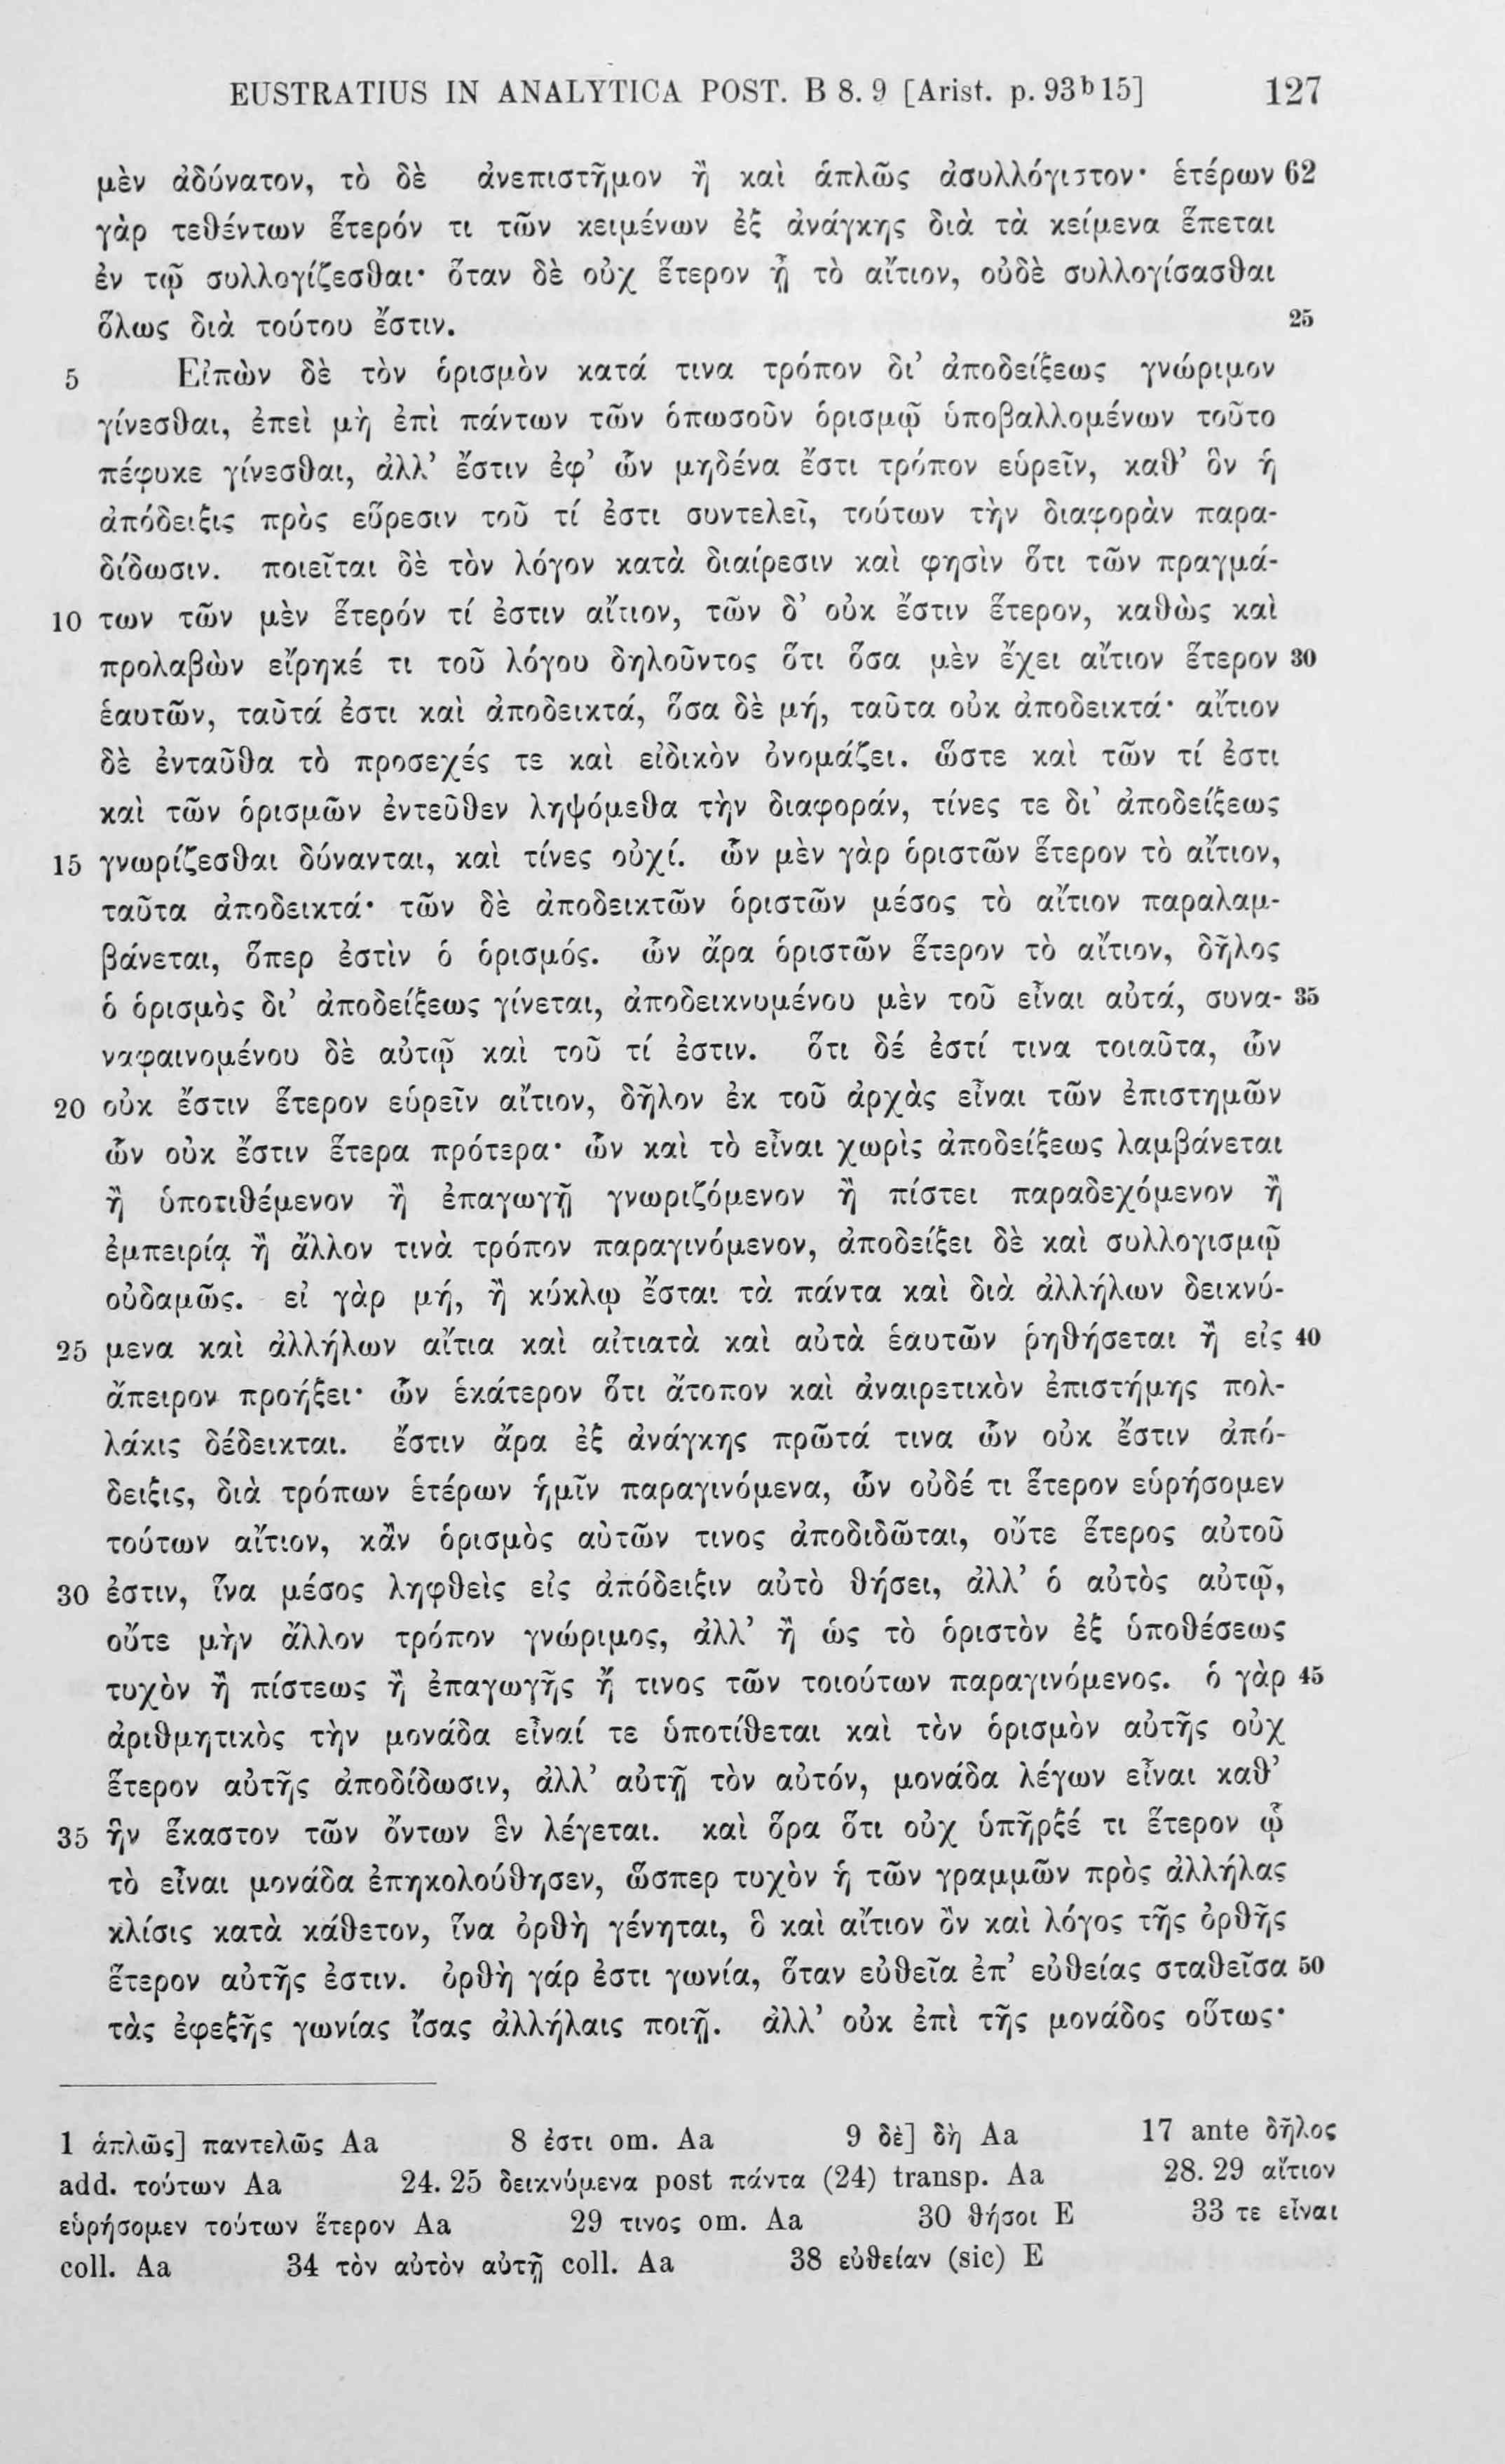 EUSTRATIUS IN ANALYTICA POST. B 8. 9 [Arist. p. 93ᵇ15] 127
μὲν ἀδύνατον, τὸ δὲ ἀνεπιστῆμον ἢ καὶ ἁπλῶς ἀσυλλόγιστον· ἑτέρων 62
γὰρ τεθέντων ἕτερόν τι τῶν κειμένων ἐξ ἀνάγκης διὰ τὰ κείμενα ἕπεται
ἐν τῷ συλλογίζεσθαι· ὅταν δὲ οὐχ ἕτερον ᾖ τὸ αἴτιον, οὐδὲ συλλογίσασθαι
ὅλως διὰ τούτου ἔστιν. 25
5 Εἰπὼν δὲ τὸν ὁρισμὸν κατά τινα τρόπον δι’ ἀποδείξεως γνώριμον
γίνεσθαι, ἐπεὶ μὴ ἐπὶ πάντων τῶν ὁπωσοῦν ὁρισμῷ ὑποβαλλομένων τοῦτο
πέφυκε γίνεσθαι, ἀλλ’ ἔστιν ἐφ’ ὧν μηδένα ἔστι τρόπον εὑρεῖν, καθ’ ὃν ἡ
ἀπόδειξις πρὸς εὕρεσιν τοῦ τί ἐστι συντελεῖ, τούτων τὴν διαφορὰν παρα-
δίδωσιν. ποιεῖται δὲ τὸν λόγον κατὰ διαίρεσιν καὶ φησὶν ὅτι τῶν πραγμά-
10 των τῶν μὲν ἕτερόν τί ἐστιν αἴτιον, τῶν δ’ οὐκ ἔστιν ἕτερον, καθὼς καὶ
προλαβὼν εἴρηκέ τι τοῦ λόγου δηλοῦντος ὅτι ὅσα μὲν ἔχει αἴτιον ἕτερον 30
ἑαυτῶν, ταῦτά ἐστι καὶ ἀποδεικτά, ὅσα δὲ μή, ταῦτα οὐκ ἀποδεικτά· αἴτιον
δὲ ἐνταῦθα τὸ προσεχές τε καὶ εἰδικὸν ὀνομάζει. ὥστε καὶ τῶν τί ἐστι
καὶ τῶν ὁρισμῶν ἐντεῦθεν ληψόμεθα τὴν διαφοράν, τίνες τε δι’ ἀποδείξεως
15 γνωρίζεσθαι δύνανται, καὶ τίνες οὐχί. ὧν μὲν γὰρ ὁριστῶν ἕτερον τὸ αἴτιον,
ταῦτα ἀποδεικτά· τῶν δὲ ἀποδεικτῶν ὁριστῶν μέσος τὸ αἴτιον παραλαμ-
βάνεται, ὅπερ ἐστὶν ὁ ὁρισμός. ὧν ἄρα ὁριστῶν ἕτερον τὸ αἴτιον, δῆλος
ὁ ὁρισμὸς δι’ ἀποδείξεως γίνεται, ἀποδεικνυμένου μὲν τοῦ εἶναι αὐτά, συνα- 35
ναφαινομένου δὲ αὐτῷ καὶ τοῦ τί ἐστιν. ὅτι δέ ἐστί τινα τοιαῦτα, ὧν
20 οὐκ ἔστιν ἕτερον εὑρεῖν αἴτιον, δῆλον ἐκ τοῦ ἀρχὰς εἶναι τῶν ἐπιστημῶν
ὧν οὐκ ἔστιν ἕτερα πρότερα· ὧν καὶ τὸ εἶναι χωρὶς ἀποδείξεως λαμβάνεται
ἢ ὑποτιθέμενον ἢ ἐπαγωγῇ γνωριζόμενον ἢ πίστει παραδεχόμενον ἢ
ἐμπειρίᾳ ἢ ἄλλον τινὰ τρόπον παραγινόμενον, ἀποδείξει δὲ καὶ συλλογισμῷ
οὐδαμῶς. εἰ γὰρ μή, ἢ κύκλῳ ἔσται τὰ πάντα καὶ διὰ ἀλλήλων δεικνύ-
25 μενα καὶ ἀλλήλων αἴτια καὶ αἰτιατὰ καὶ αὐτὰ ἑαυτῶν ῥηθήσεται ἢ εἰς 40
ἄπειρον προήξει· ὧν ἑκάτερον ὅτι ἄτοπον καὶ ἀναιρετικὸν ἐπιστήμης πολ-
λάκις δέδεικται. ἔστιν ἄρα ἐξ ἀνάγκης πρῶτά τινα ὧν οὐκ ἔστιν ἀπό-
δειξις, διὰ τρόπων ἑτέρων ἡμῖν παραγινόμενα, ὧν οὐδέ τι ἕτερον εὑρήσομεν
τούτων αἴτιον, κἂν ὁρισμὸς αὐτῶν τινος ἀποδιδῶται, οὔτε ἕτερος αὐτοῦ
30 ἐστιν, ἵνα μέσος ληφθεὶς εἰς ἀπόδειξιν αὐτὸ θήσει, ἀλλ’ ὁ αὐτὸς αὐτῷ,
οὔτε μὴν ἄλλον τρόπον γνώριμος, ἀλλ’ ἢ ὡς τὸ ὁριστὸν ἐξ ὑποθέσεως
τυχὸν ἢ πίστεως ἢ ἐπαγωγῆς ἤ τινος τῶν τοιούτων παραγινόμενος. ὁ γὰρ 45
ἀριθμητικὸς τὴν μονάδα εἶναί τε ὑποτίθεται καὶ τὸν ὁρισμὸν αὐτῆς οὐχ
ἕτερον αὐτῆς ἀποδίδωσιν, ἀλλ’ αὐτῇ τὸν αὐτόν, μονάδα λέγων εἶναι καθ’
35 ἣν ἕκαστον τῶν ὄντων ἓν λέγεται. καὶ ὅρα ὅτι οὐχ ὑπῆρξέ τι ἕτερον ᾧ
τὸ εἶναι μονάδα ἐπηκολούθησεν, ὥσπερ τυχὸν ἡ τῶν γραμμῶν πρὸς ἀλλήλας
κλίσις κατὰ κάθετον, ἵνα ὀρθὴ γένηται, ὃ καὶ αἴτιον ὂν καὶ λόγος τῆς ὀρθῆς
ἕτερον αὐτῆς ἐστιν. ὀρθὴ γάρ ἐστι γωνία, ὅταν εὐθεῖα ἐπ’ εὐθείας σταθεῖσα 50
τὰς ἐφεξῆς γωνίας ἴσας ἀλλήλαις ποιῇ. ἀλλ’ οὐκ ἐπὶ τῆς μονάδος οὕτως·
1 ἁπλῶς] παντελῶς Aa 8 ἐστι om. Aa 9 δὲ] δὴ Aa 17 ante δῆλος
add. τούτων Aa 24. 25 δεικνύμενα post πάντα (24) transp. Aa 28. 29 αἴτιον
εὑρήσομεν τούτων ἕτερον Aa 29 τινος om. Aa 30 θήσοι E 33 τε εἶναι
coll. Aa 34 τὸν αὐτὸν αὐτῇ coll. Aa 38 εὐθείαν (sic) E